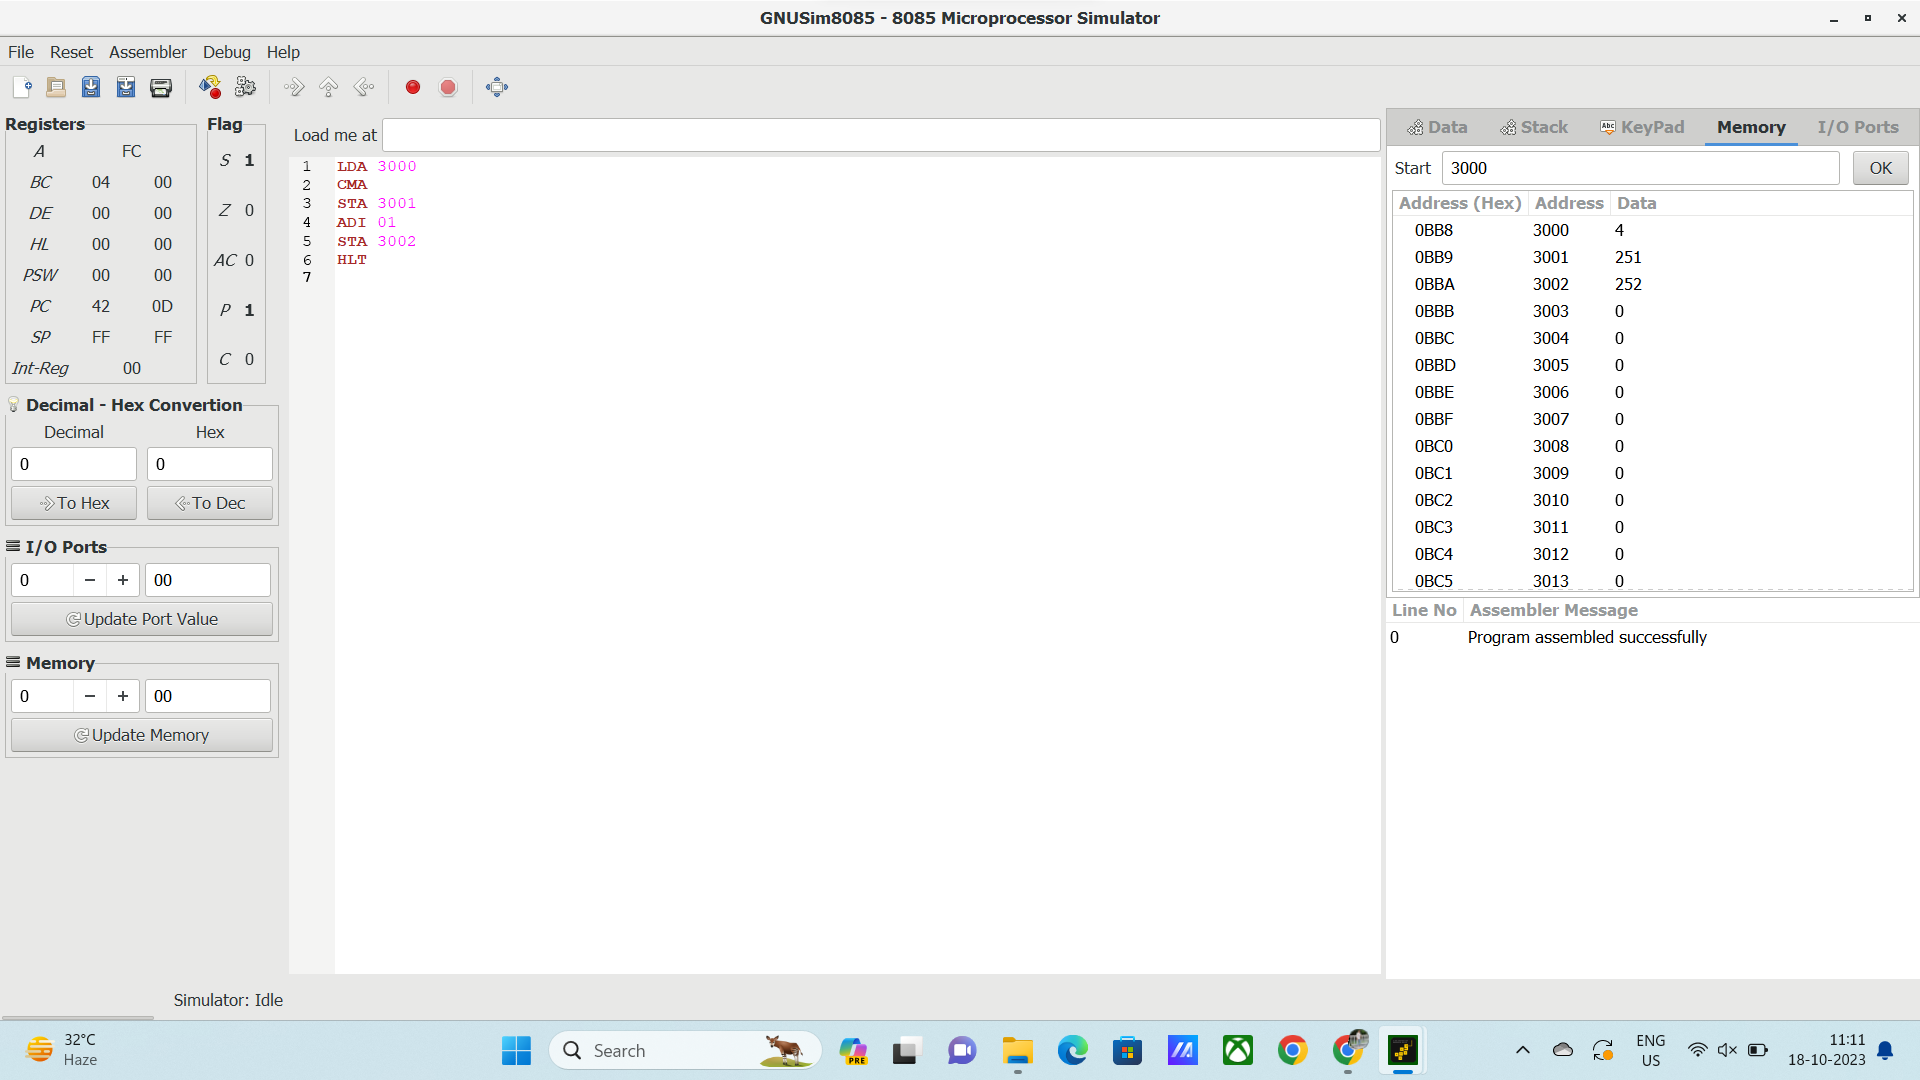 GNUSim8085 - 8085 Microprocessor Simulator
File Reset Assembler Debug Help
Registers
A FC
BC 04 00
DE 00 00
HL 00 00
PSW 00 00
PC 42 0D
SP FF FF
Int-Reg 00
Flag
S 1
Z 0
AC 0
P 1
C 0
Decimal - Hex Convertion
Decimal Hex
0 0
To Hex To Dec
I/O Ports
0 − + 00
Update Port Value
Memory
0 − + 00
Update Memory
Load me at
1 LDA 3000
2 CMA
3 STA 3001
4 ADI 01
5 STA 3002
6 HLT
7
Data Stack KeyPad Memory I/O Ports
Start 3000 OK
Address (Hex) Address Data
0BB8 3000 4
0BB9 3001 251
0BBA 3002 252
0BBB 3003 0
0BBC 3004 0
0BBD 3005 0
0BBE 3006 0
0BBF 3007 0
0BC0 3008 0
0BC1 3009 0
0BC2 3010 0
0BC3 3011 0
0BC4 3012 0
0BC5 3013 0
Line No Assembler Message
0 Program assembled successfully
Simulator: Idle
32°C
Haze
Search
PRE
ENG
US
11:11
18-10-2023